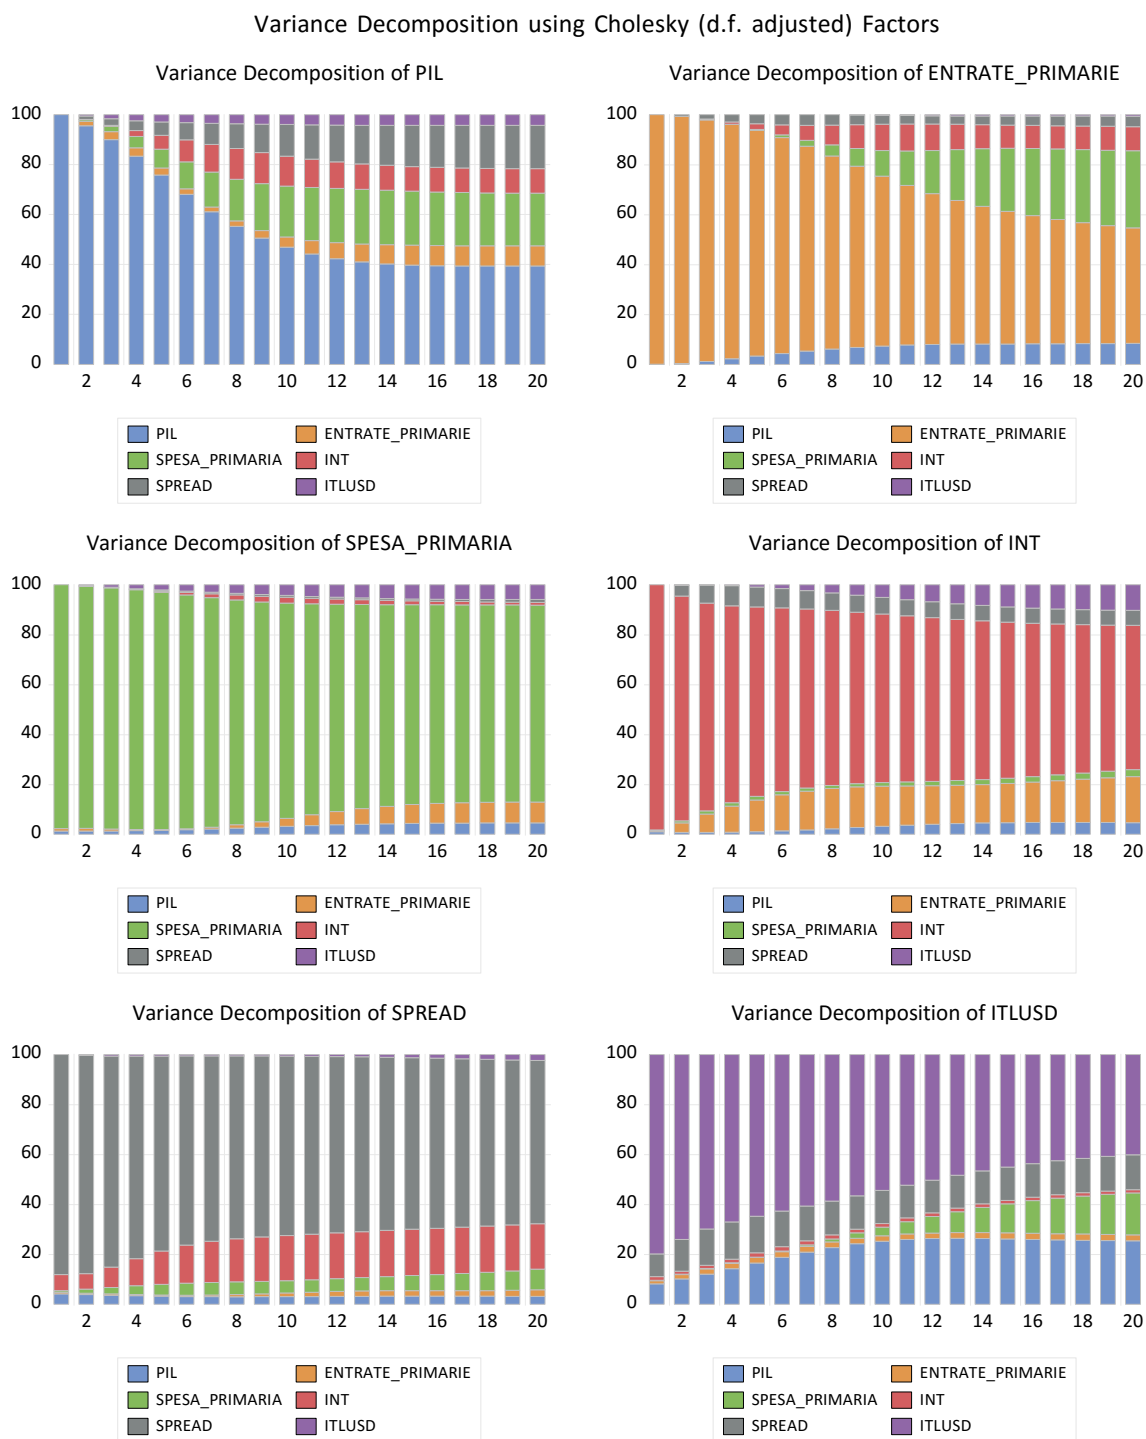 Variance Decomposition using Cholesky (d.f. adjusted) Factors
Variance Decomposition of PIL
100
80
60
40
20
0
2 4 6 8 10 12 14 16 18 20
PIL ENTRATE_PRIMARIE
SPESA_PRIMARIA INT
SPREAD ITLUSD
Variance Decomposition of ENTRATE_PRIMARIE
100
80
60
40
20
0
2 4 6 8 10 12 14 16 18 20
PIL ENTRATE_PRIMARIE
SPESA_PRIMARIA INT
SPREAD ITLUSD
Variance Decomposition of SPESA_PRIMARIA
100
80
60
40
20
0
2 4 6 8 10 12 14 16 18 20
PIL ENTRATE_PRIMARIE
SPESA_PRIMARIA INT
SPREAD ITLUSD
Variance Decomposition of INT
100
80
60
40
20
0
2 4 6 8 10 12 14 16 18 20
PIL ENTRATE_PRIMARIE
SPESA_PRIMARIA INT
SPREAD ITLUSD
Variance Decomposition of SPREAD
100
80
60
40
20
0
2 4 6 8 10 12 14 16 18 20
PIL ENTRATE_PRIMARIE
SPESA_PRIMARIA INT
SPREAD ITLUSD
Variance Decomposition of ITLUSD
100
80
60
40
20
0
2 4 6 8 10 12 14 16 18 20
PIL ENTRATE_PRIMARIE
SPESA_PRIMARIA INT
SPREAD ITLUSD